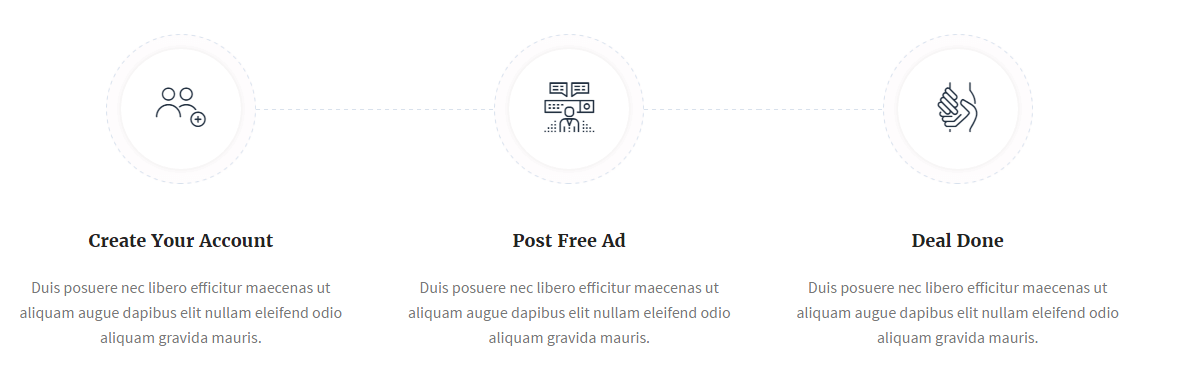 Create Your Account
Duis posuere nec libero efficitur maecenas ut
aliquam augue dapibus elit nullam eleifend odio
aliquam gravida mauris.
Post Free Ad
Duis posuere nec libero efficitur maecenas ut
aliquam augue dapibus elit nullam eleifend odio
aliquam gravida mauris.
Deal Done
Duis posuere nec libero efficitur maecenas ut
aliquam augue dapibus elit nullam eleifend odio
aliquam gravida mauris.